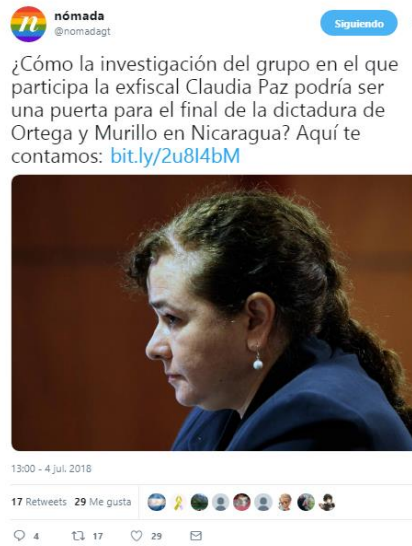 n
nómada
@nomadagt
Siguiendo
¿Cómo la investigación del grupo en el que
participa la exfiscal Claudia Paz podría ser
una puerta para el final de la dictadura de
Ortega y Murillo en Nicaragua? Aquí te
contamos: bit.ly/2u8I4bM
13:00 - 4 jul. 2018
17 Retweets 29 Me gusta
4 17 29